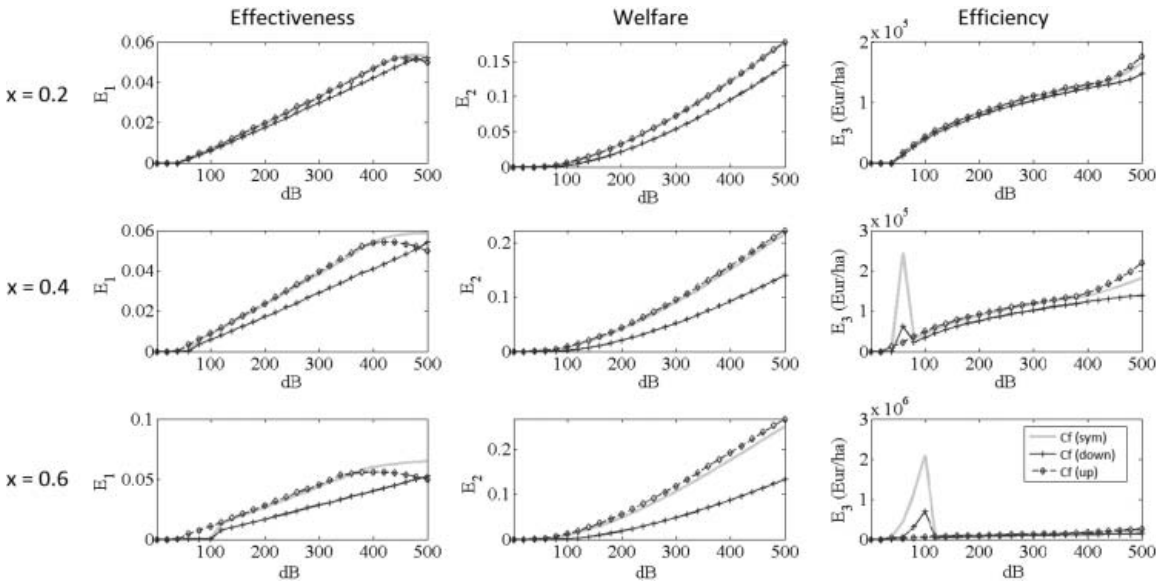 Effectiveness Welfare Efficiency
x = 0.2
E1
0.06
0.04
0.02
0
100 200 300 400 500
dB
E2
0.15
0.1
0.05
0
100 200 300 400 500
dB
E3 (Eur/ha)
x 10^5
2
1
0
100 200 300 400 500
dB
x = 0.4
E1
0.06
0.04
0.02
0
100 200 300 400 500
dB
E2
0.2
0.1
0
100 200 300 400 500
dB
E3 (Eur/ha)
x 10^5
3
2
1
0
100 200 300 400 500
dB
x = 0.6
E1
0.1
0.05
0
100 200 300 400 500
dB
E2
0.2
0.1
0
100 200 300 400 500
dB
E3 (Eur/ha)
x 10^6
3
2
1
0
100 200 300 400 500
dB
Cf (sym)
Cf (down)
Cf (up)